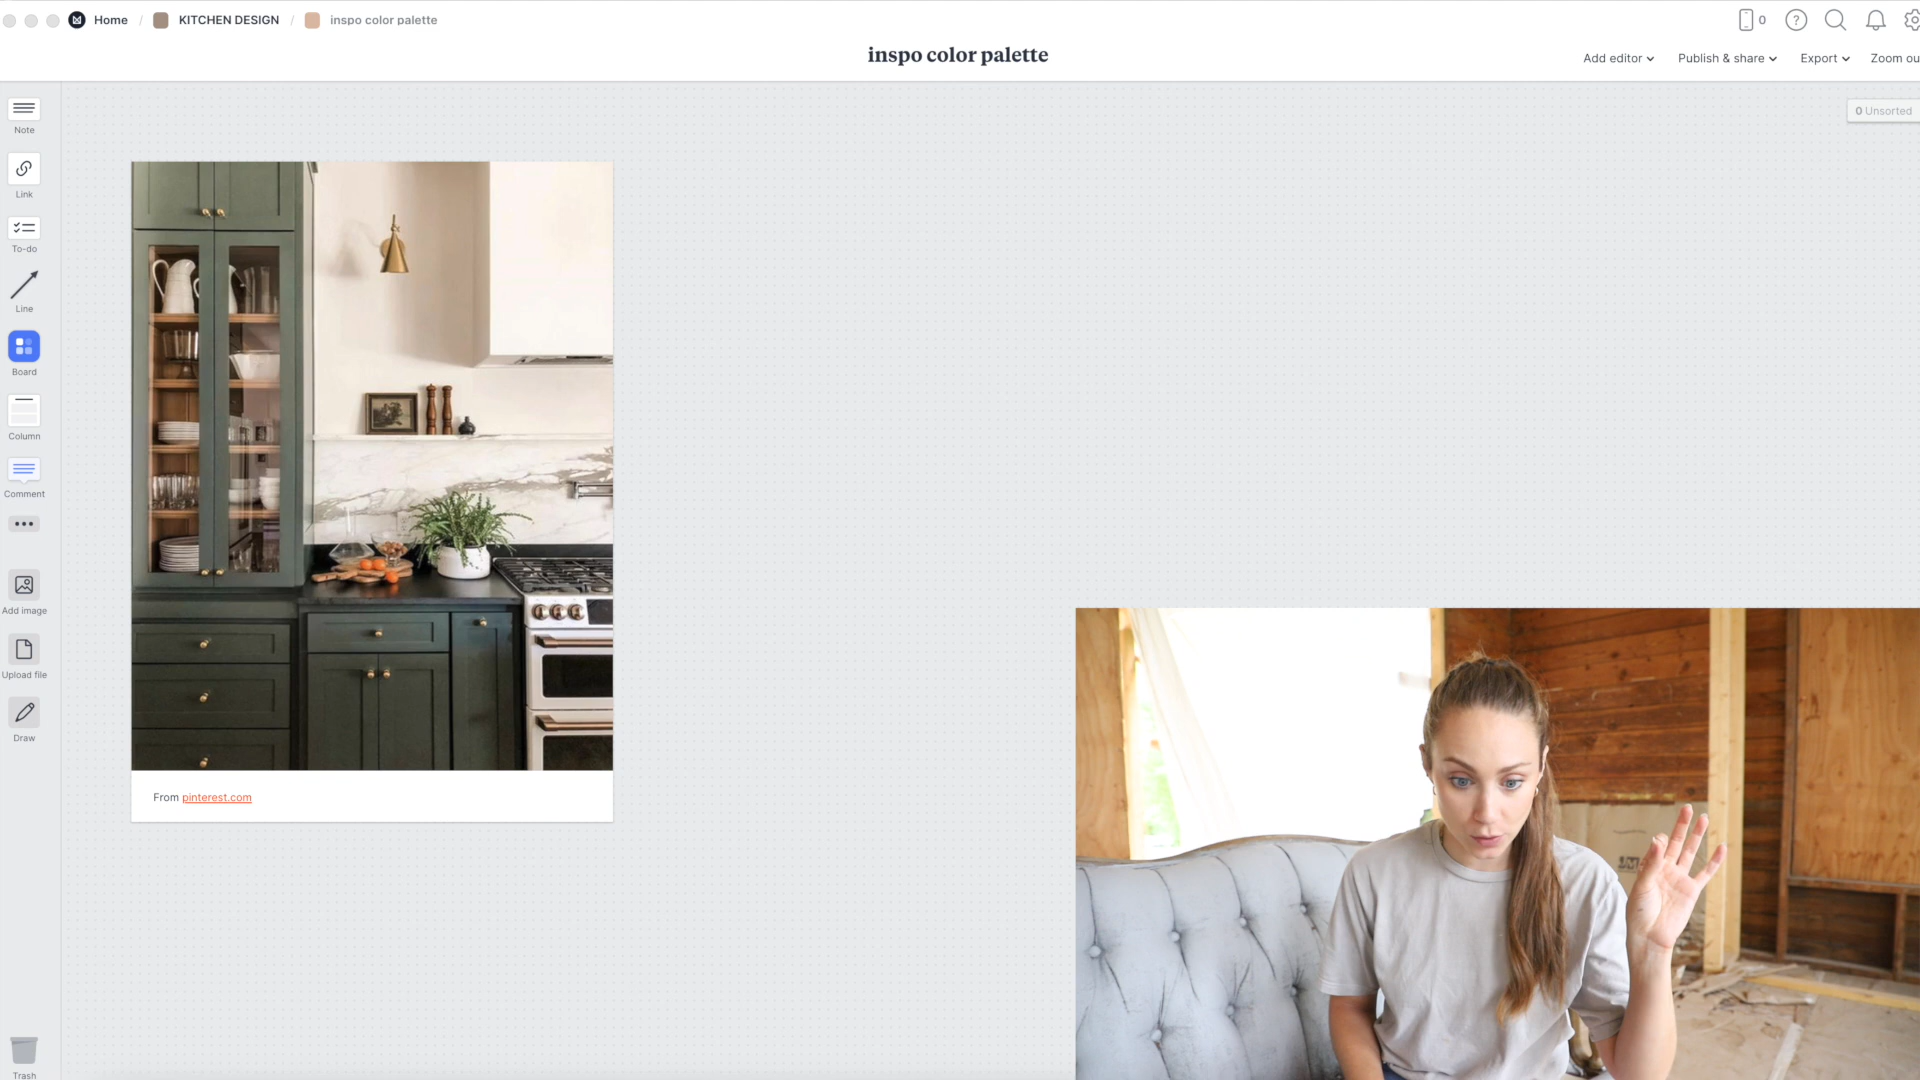 Home / KITCHEN DESIGN / inspo color palette
0
inspo color palette
Add editor
Publish & share
Export
Zoom ou
0 Unsorted
Note
Link
To-do
Line
Board
Column
Comment
Add image
Upload file
Draw
Trash
From pinterest.com